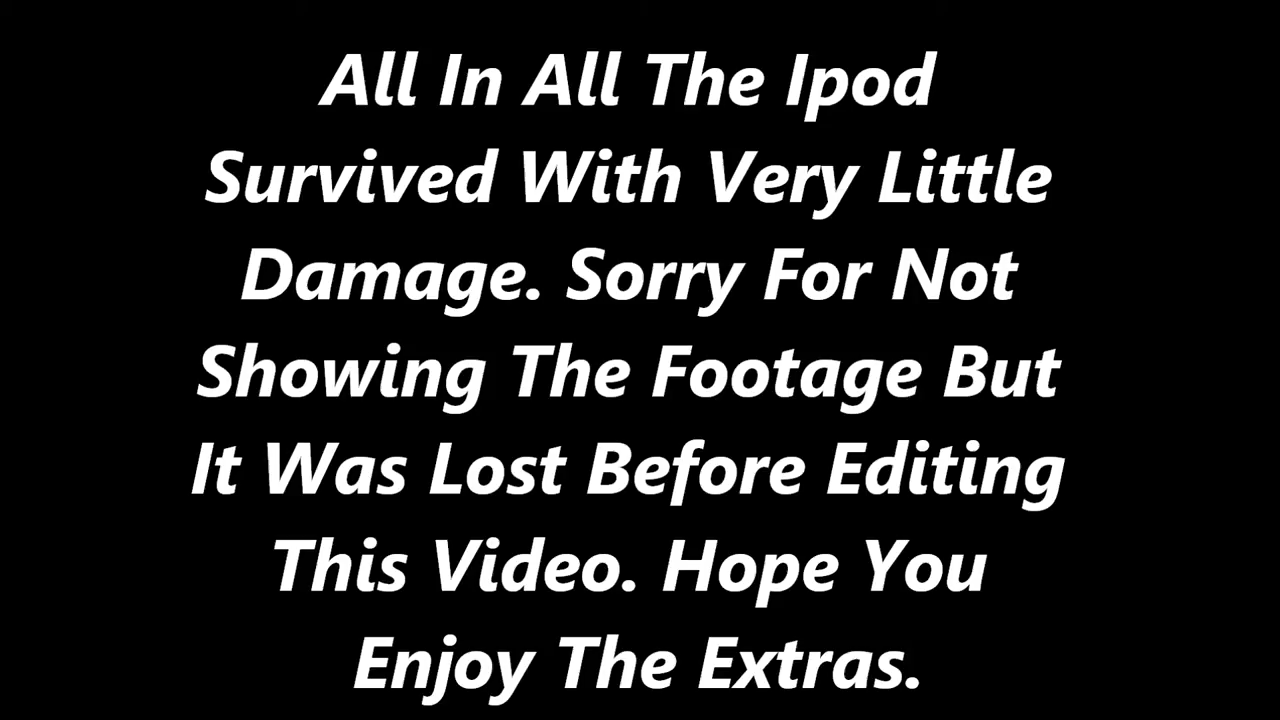 All In All The Ipod
Survived With Very Little
Damage. Sorry For Not
Showing The Footage But
It Was Lost Before Editing
This Video. Hope You
Enjoy The Extras.